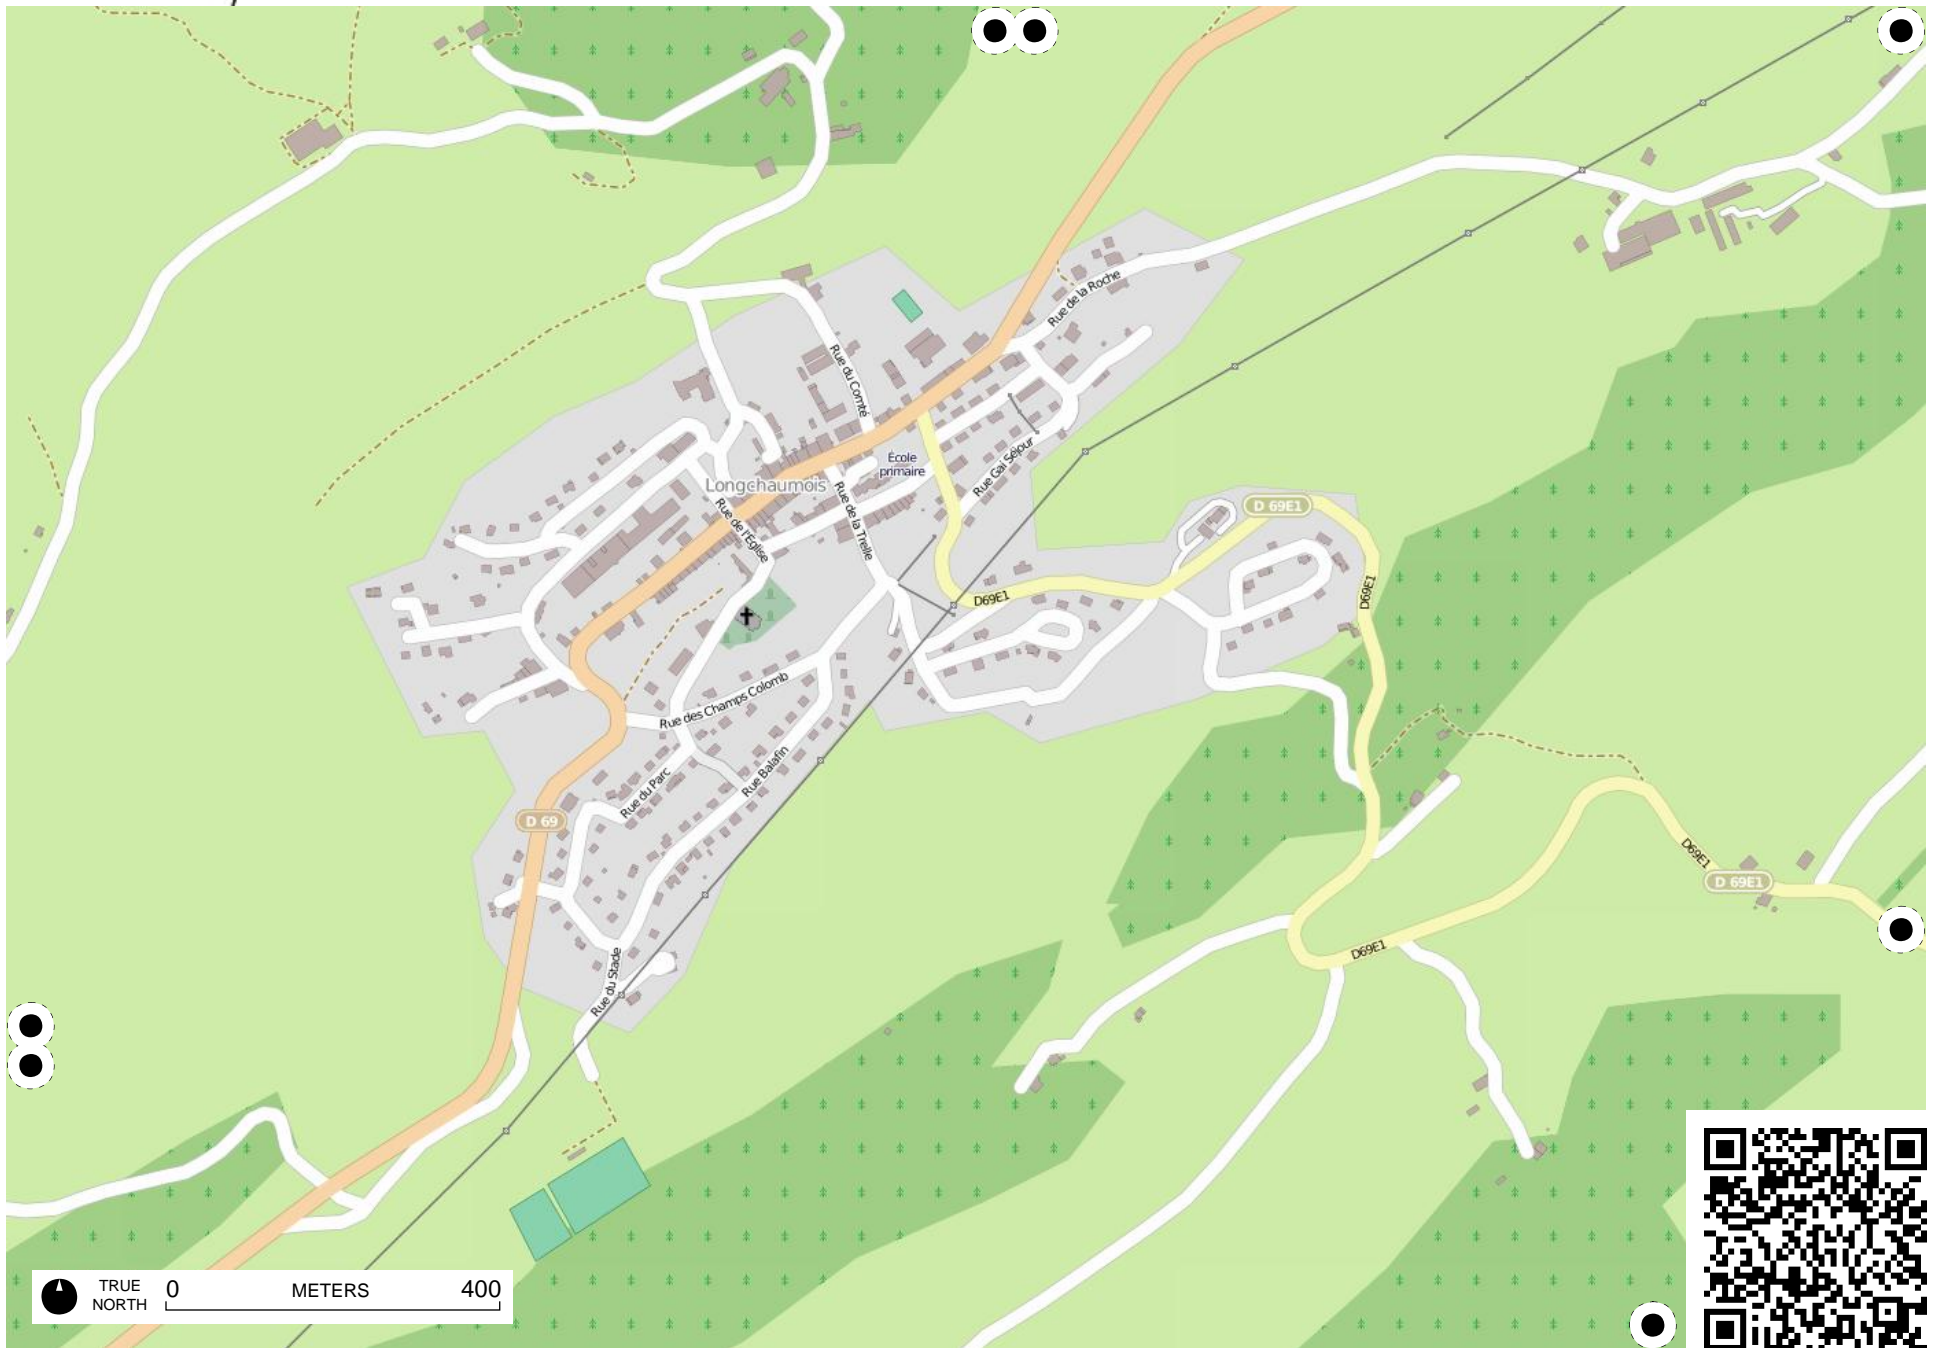 Rue de la Roche
Rue du Comté
École
primaire
Rue Gai Séjour
Longchaumois
Rue de l'Eglise
Rue de la Trelle
D 69E1
D69E1
D69E1
Rue des Champs Colomb
Rue Balafin
Rue du Parc
D 69
D69E1
D 69E1
D69E1
Rue du Stade
TRUE
NORTH
0 METERS 400